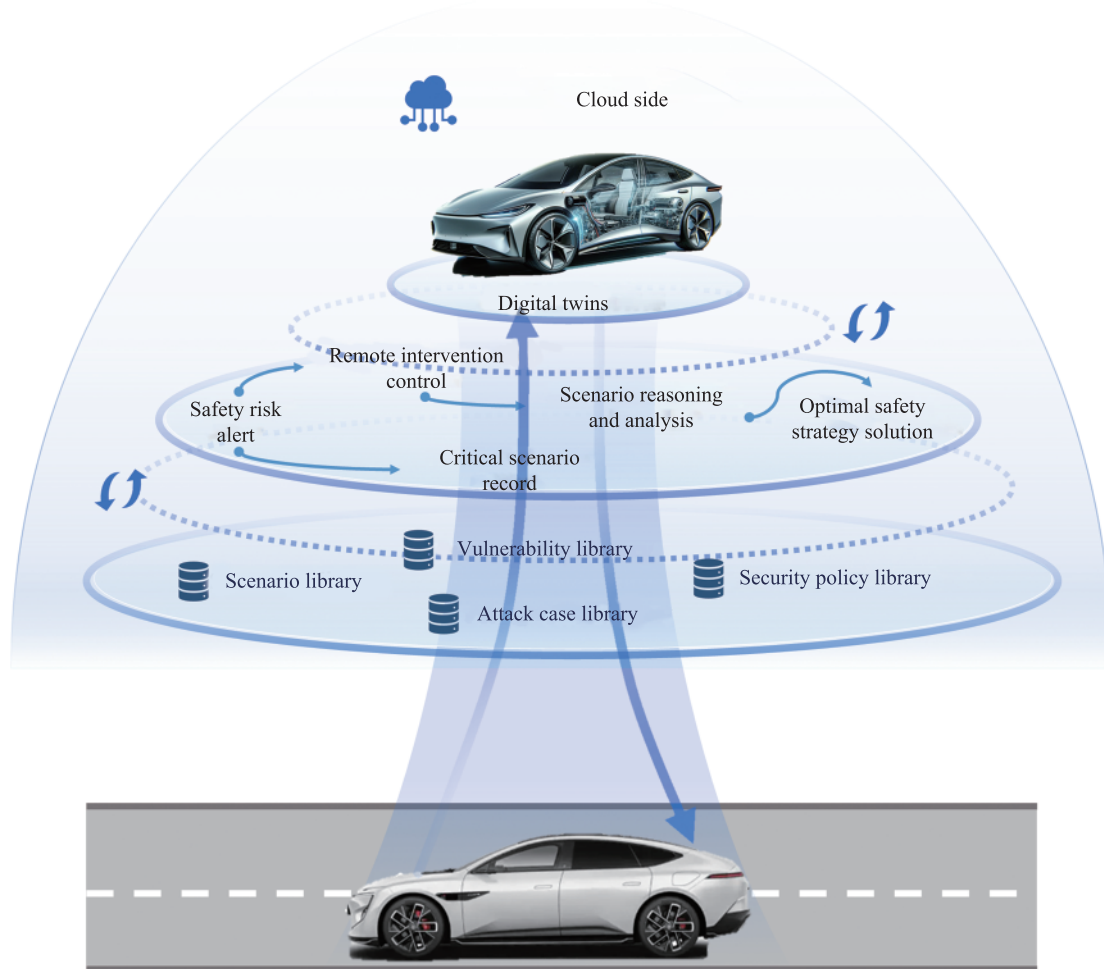 Cloud side
Digital twins
Remote intervention
control
Safety risk
alert
Scenario reasoning
and analysis
Optimal safety
strategy solution
Critical scenario
record
Vulnerability library
Scenario library
Security policy library
Attack case library